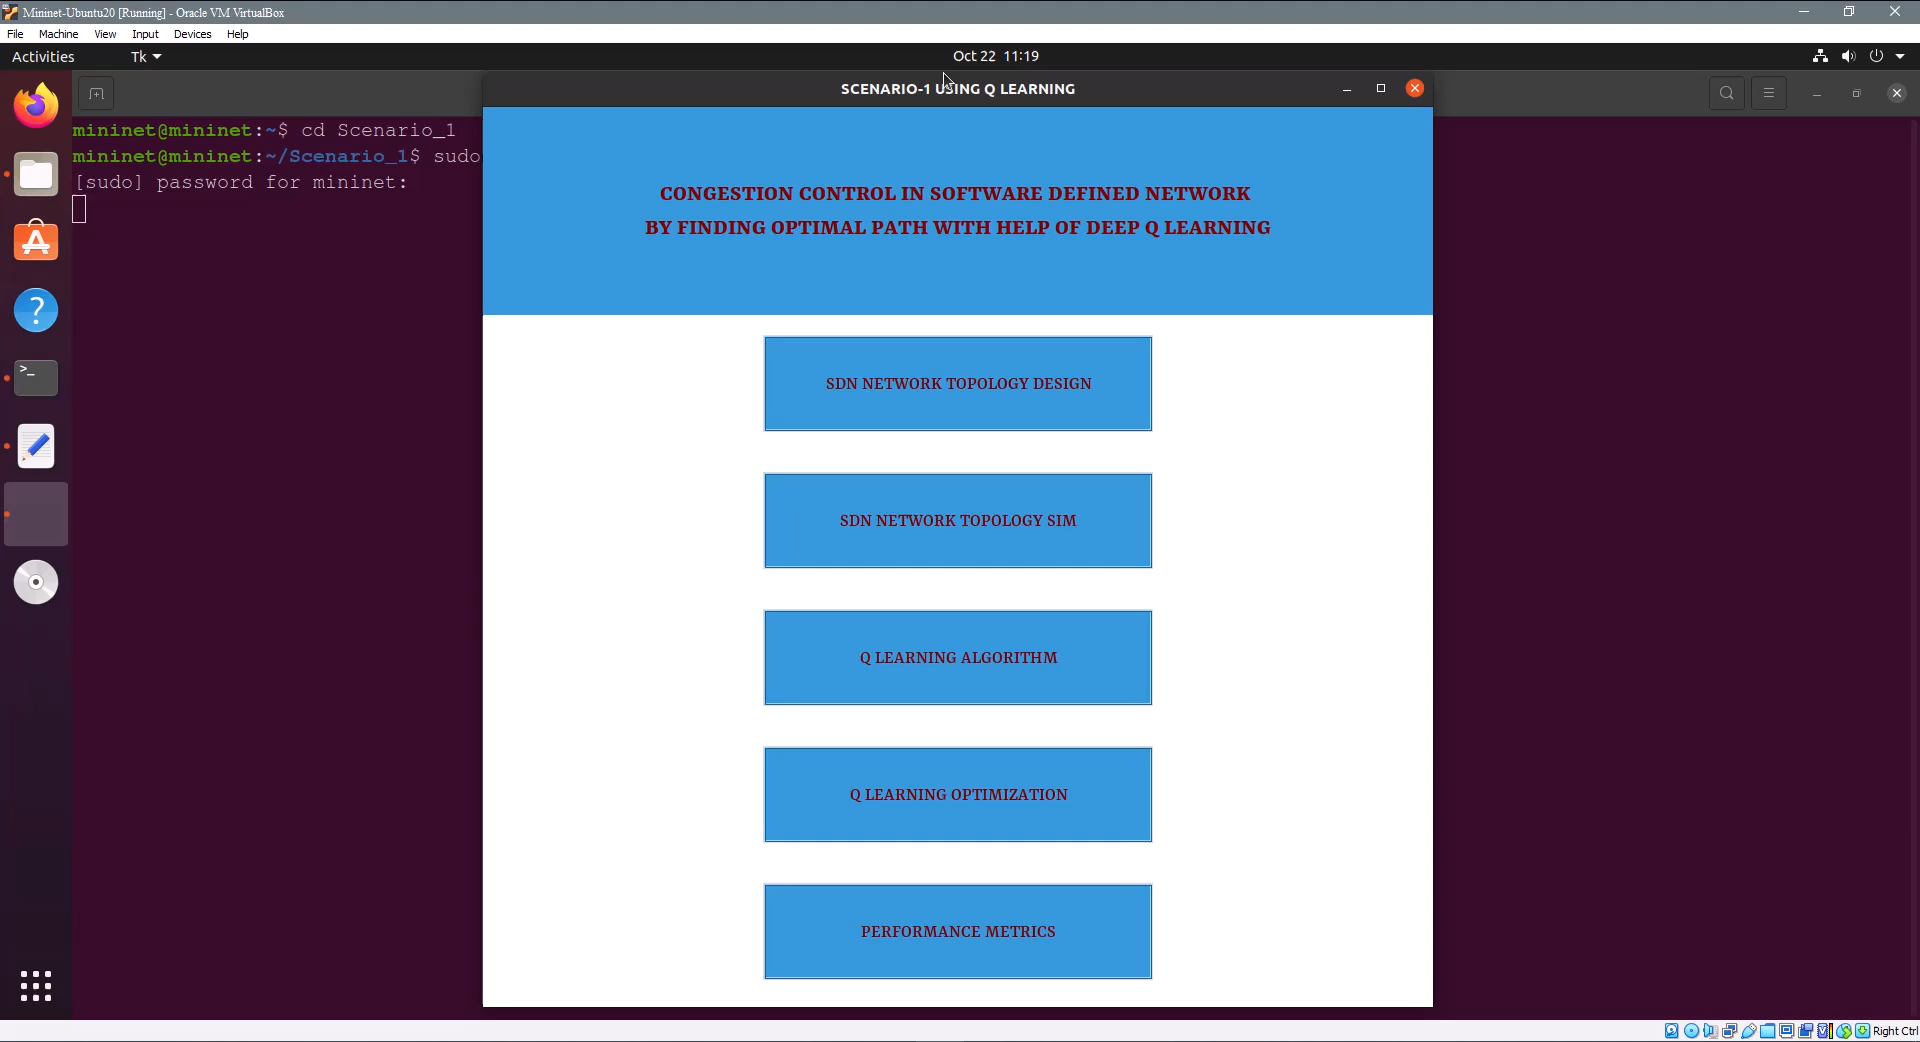 Mininet-Ubuntu20 [Running] - Oracle VM VirtualBox
File Machine View Input Devices Help
Activities Tk Oct 22 11:19
SCENARIO-1 USING Q LEARNING
mininet@mininet:~$ cd Scenario_1
mininet@mininet:~/Scenario_1$ sudo
[sudo] password for mininet:
CONGESTION CONTROL IN SOFTWARE DEFINED NETWORK
BY FINDING OPTIMAL PATH WITH HELP OF DEEP Q LEARNING
SDN NETWORK TOPOLOGY DESIGN
SDN NETWORK TOPOLOGY SIM
Q LEARNING ALGORITHM
Q LEARNING OPTIMIZATION
PERFORMANCE METRICS
Right Ctrl